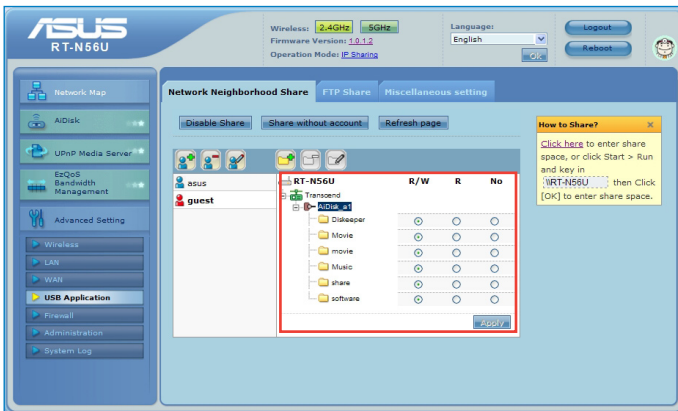 ASUS
RT-N56U
Wireless: 2.4GHz 5GHz
Firmware Version: 1.0.1.2
Operation Mode: IP Sharing
Language:
English
OK
Logout
Reboot
Network Map
AiDisk
UPnP Media Server
EzQoS
Bandwidth
Management
Advanced Setting
Wireless
LAN
WAN
USB Application
Firewall
Administration
System Log
Network Neighborhood Share FTP Share Miscellaneous setting
Disable Share Share without account Refresh page
asus
guest
RT-N56U R/W R No
Transcend
AiDisk_a1
Diskeeper
Movie
movie
Music
share
software
Apply
How to Share? ×
Click here to enter share
space, or click Start > Run
and key in
\\RT-N56U then Click
[OK] to enter share space.